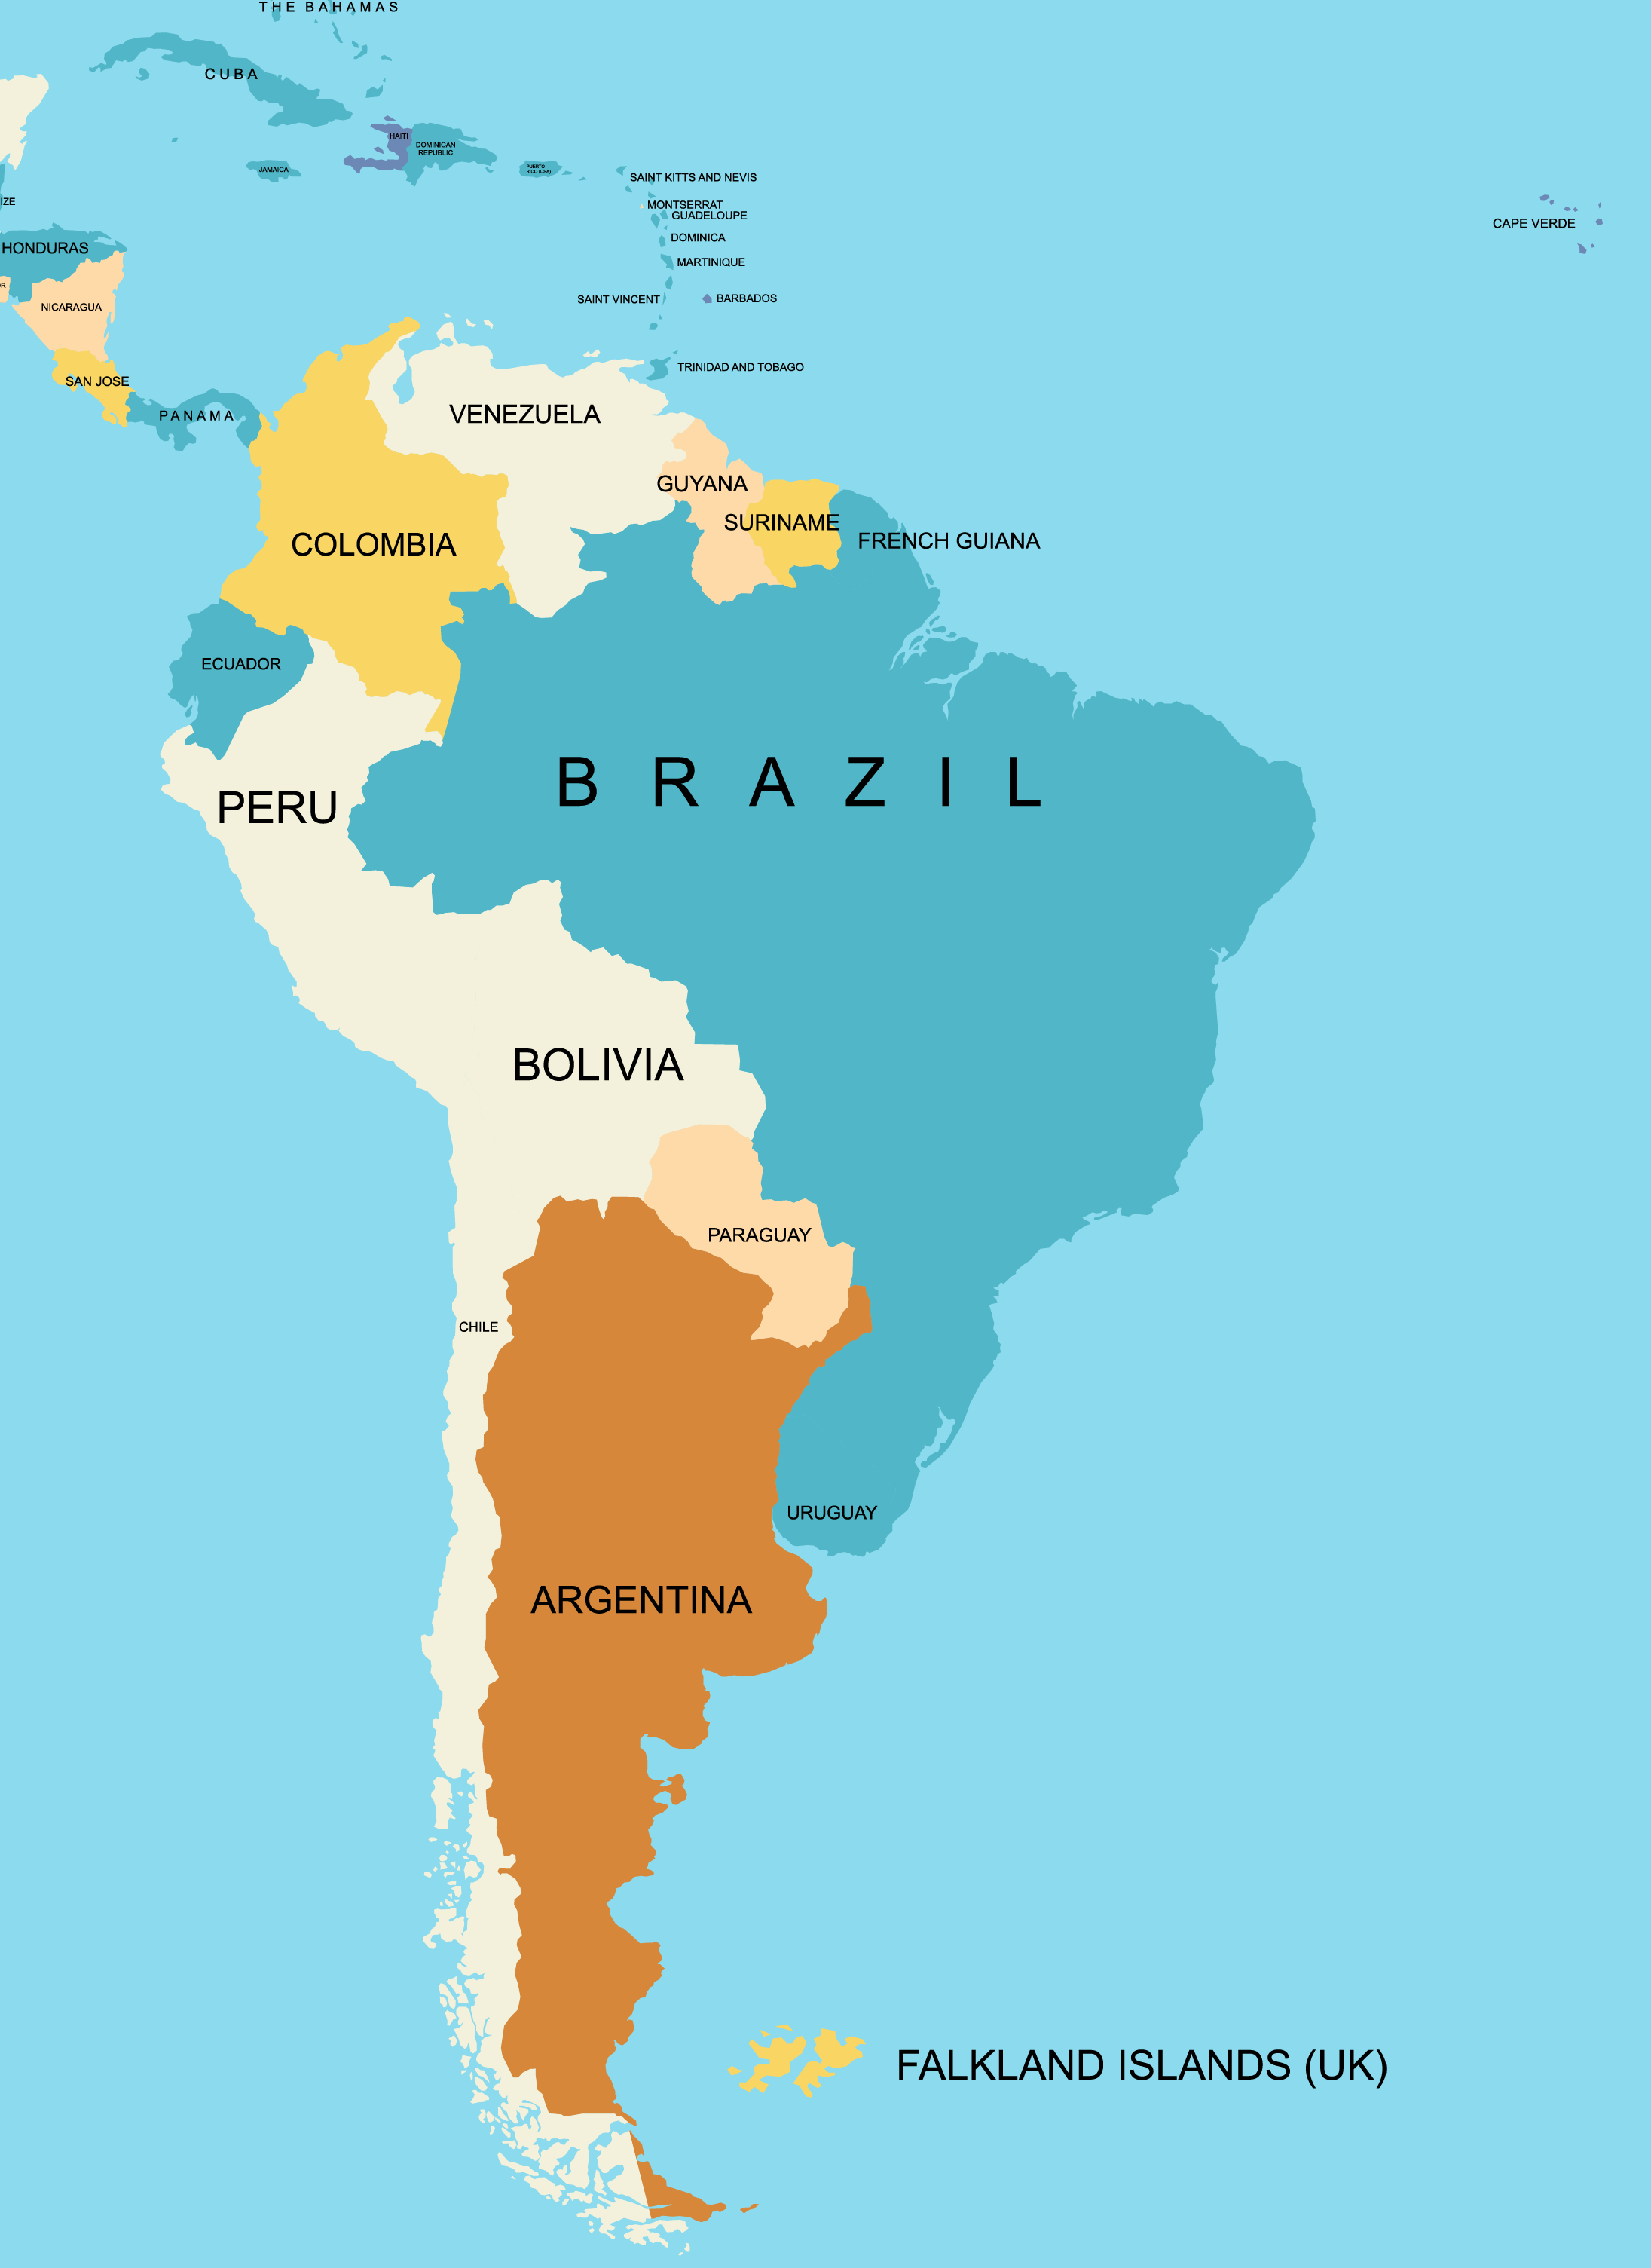 THE BAHAMAS
CUBA
HAITI
DOMINICAN
REPUBLIC
JAMAICA
PUERTO
RICO (USA)
SAINT KITTS AND NEVIS
IZE
MONTSERRAT
GUADELOUPE
CAPE VERDE
DOMINICA
HONDURAS
MARTINIQUE
OR
SAINT VINCENT
BARBADOS
NICARAGUA
TRINIDAD AND TOBAGO
SAN JOSE
PANAMA
VENEZUELA
GUYANA
SURINAME
FRENCH GUIANA
COLOMBIA
ECUADOR
BRAZIL
PERU
BOLIVIA
PARAGUAY
CHILE
URUGUAY
ARGENTINA
FALKLAND ISLANDS (UK)